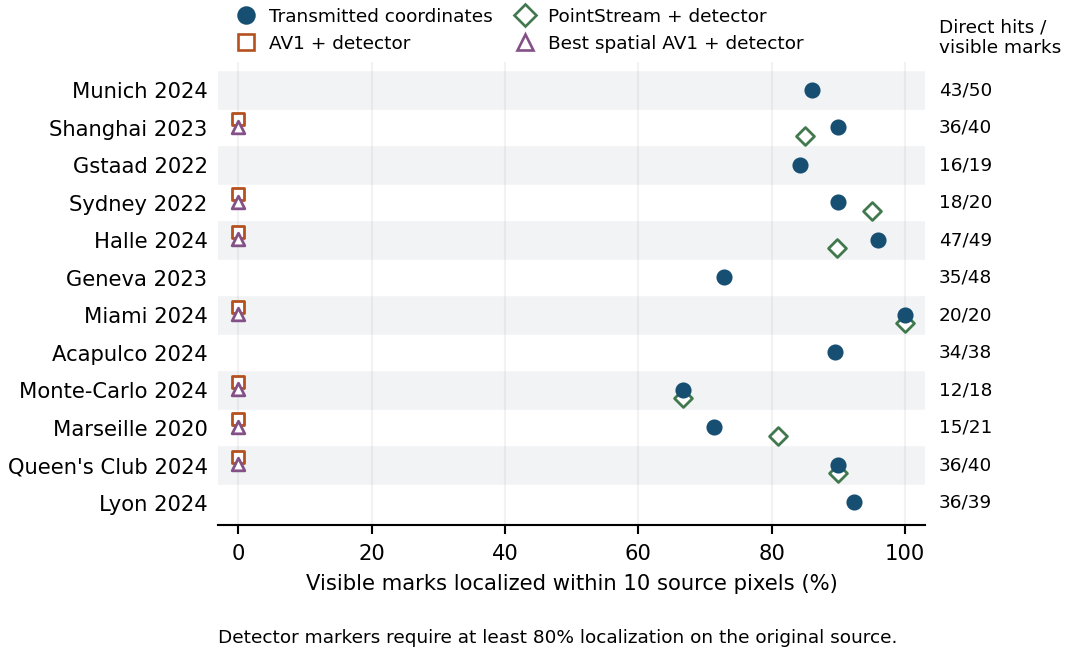 Transmitted coordinates
PointStream + detector
AV1 + detector
Best spatial AV1 + detector
Direct hits /
visible marks
Munich 2024 43/50
Shanghai 2023 36/40
Gstaad 2022 16/19
Sydney 2022 18/20
Halle 2024 47/49
Geneva 2023 35/48
Miami 2024 20/20
Acapulco 2024 34/38
Monte-Carlo 2024 12/18
Marseille 2020 15/21
Queen's Club 2024 36/40
Lyon 2024 36/39
0 20 40 60 80 100
Visible marks localized within 10 source pixels (%)
Detector markers require at least 80% localization on the original source.